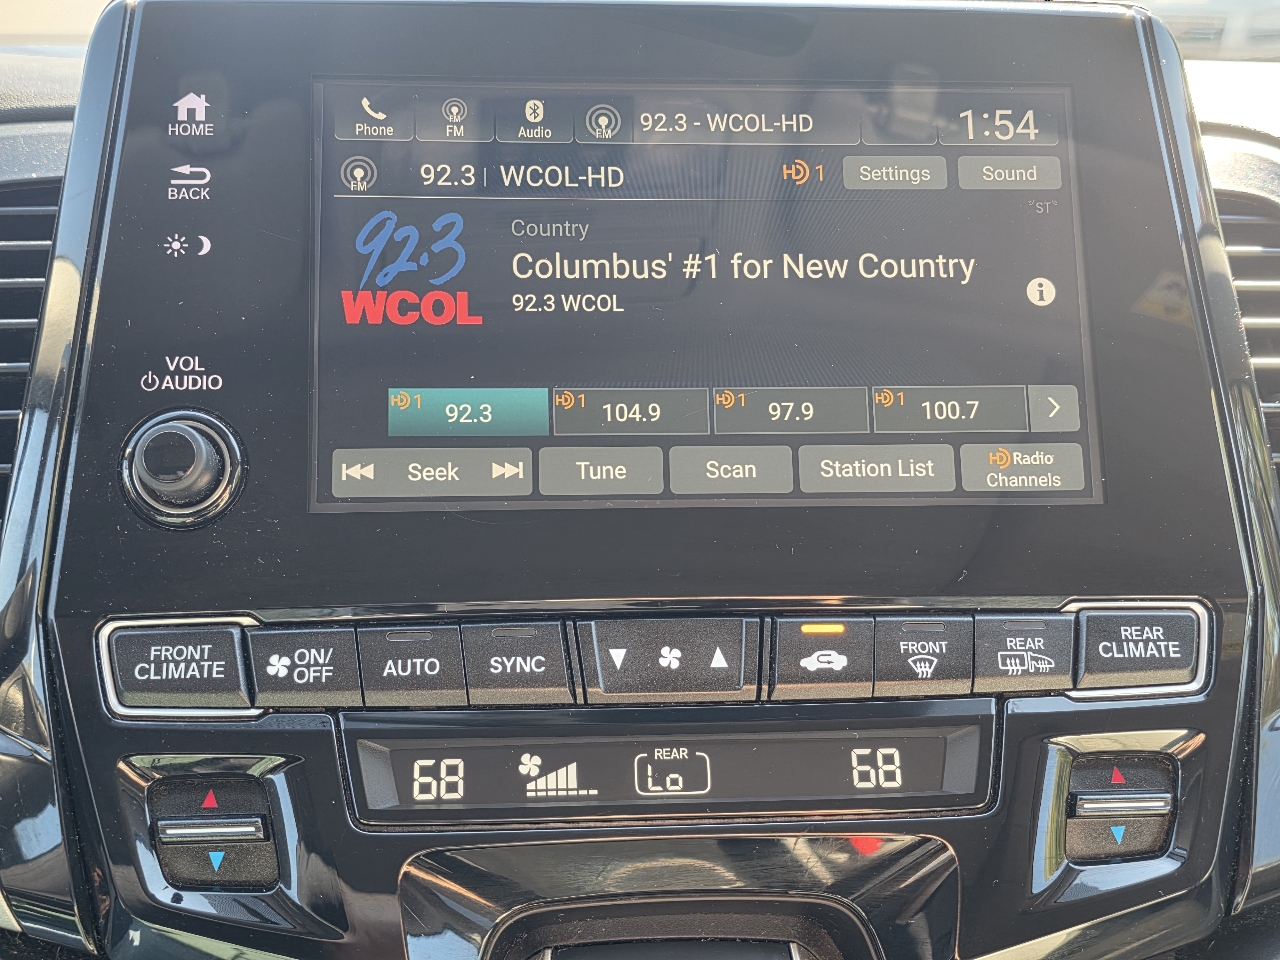 HOME
BACK
VOL
AUDIO
Phone
FM
FM
Audio
FM
92.3 - WCOL-HD
1:54
FM
92.3 | WCOL-HD
HD 1
Settings
Sound
"ST"
92.3
WCOL
Country
Columbus' #1 for New Country
92.3 WCOL
i
HD 1 92.3
HD 1 104.9
HD 1 97.9
HD 1 100.7
Seek
Tune
Scan
Station List
HD Radio
Channels
FRONT
CLIMATE
ON/
OFF
AUTO
SYNC
FRONT
REAR
REAR
CLIMATE
68
REAR
Lo
68